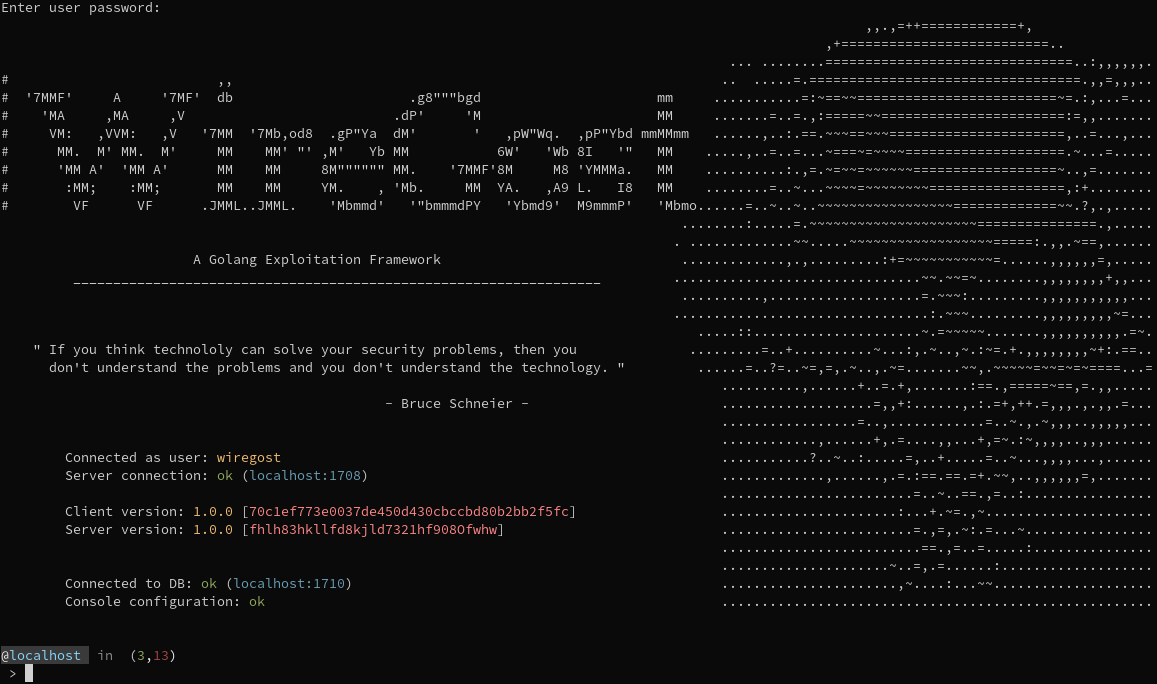 Enter user password:
WireGost
A Golang Exploitation Framework
" If you think technololy can solve your security problems, then you
don't understand the problems and you don't understand the technology. "
– Bruce Schneier –
Connected as user: wiregost
Server connection: ok (localhost:1708)
Client version: 1.0.0 [70c1ef773e0037de450d430cbccbd80b2bb2f5fc]
Server version: 1.0.0 [fhlh83hkllfd8kjld7321hf908Ofwhw]
Connected to DB: ok (localhost:1710)
Console configuration: ok
@localhost in (3,13)
>